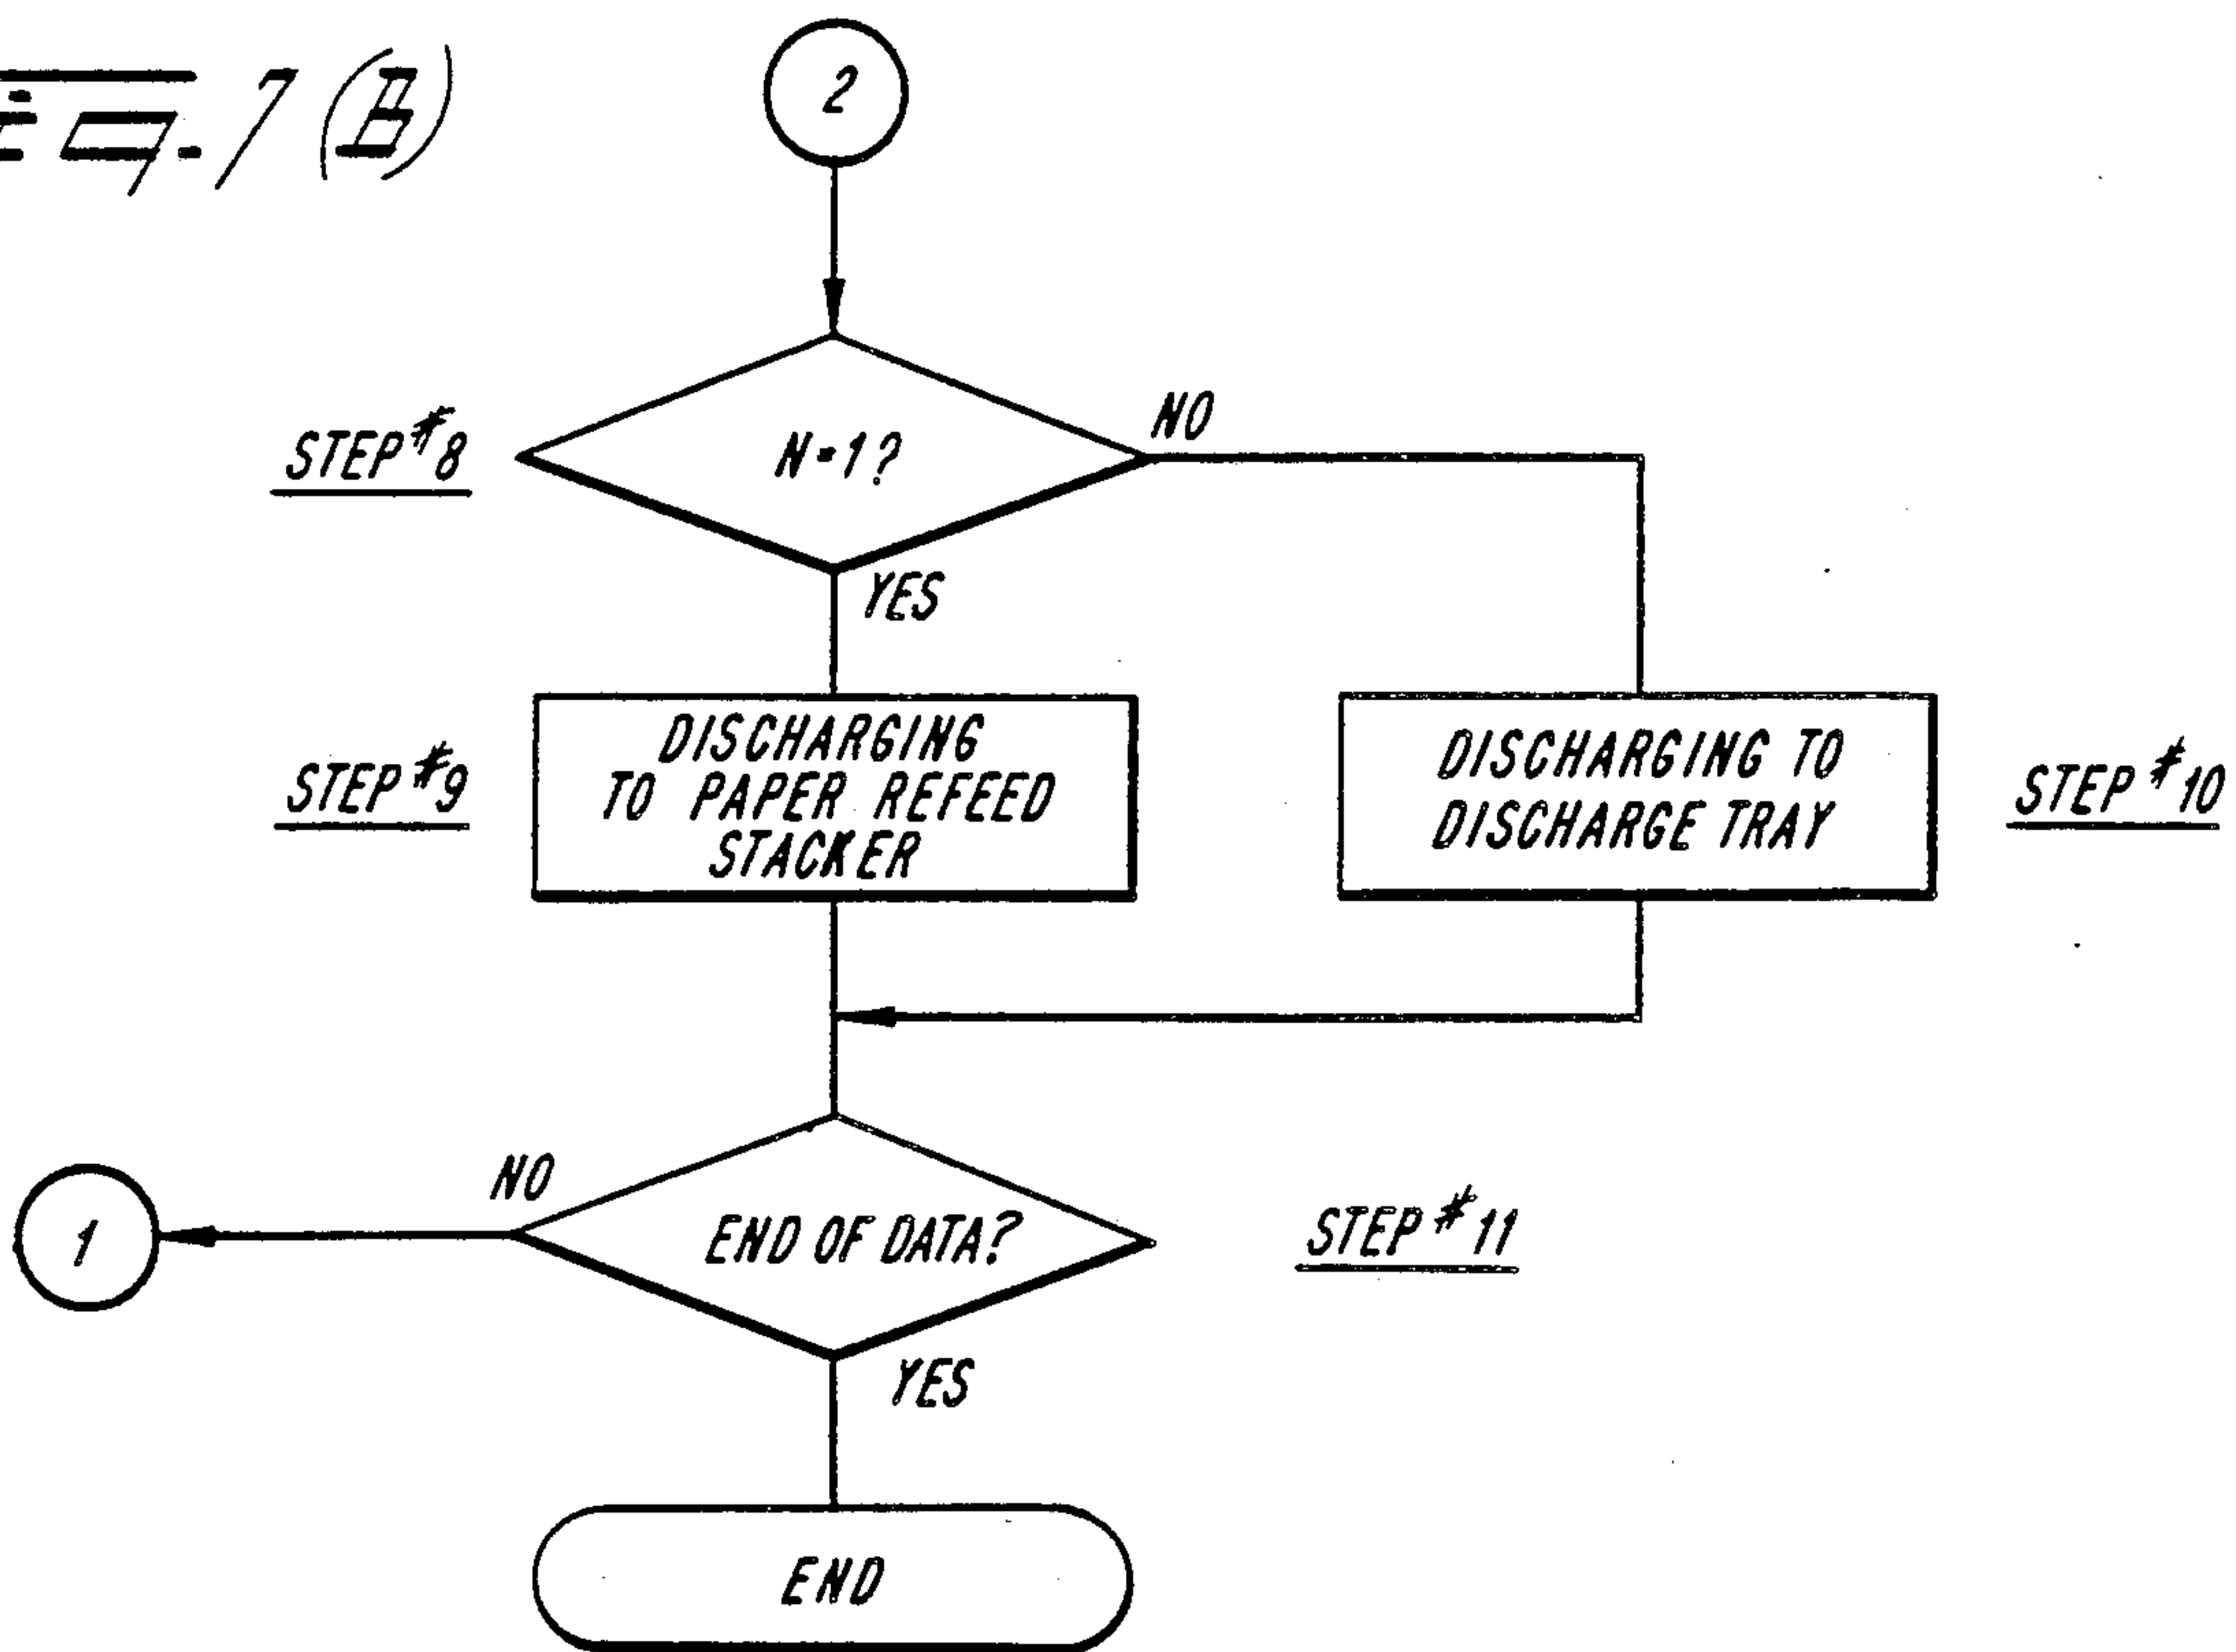 7(B)
2
N=1?
NO
STEP #8
YES
DISCHARGING
TO PAPER REFEED
STACKER
STEP #9
DISCHARGING TO
DISCHARGE TRAY
STEP #10
NO
1
END OF DATA?
STEP #11
YES
END